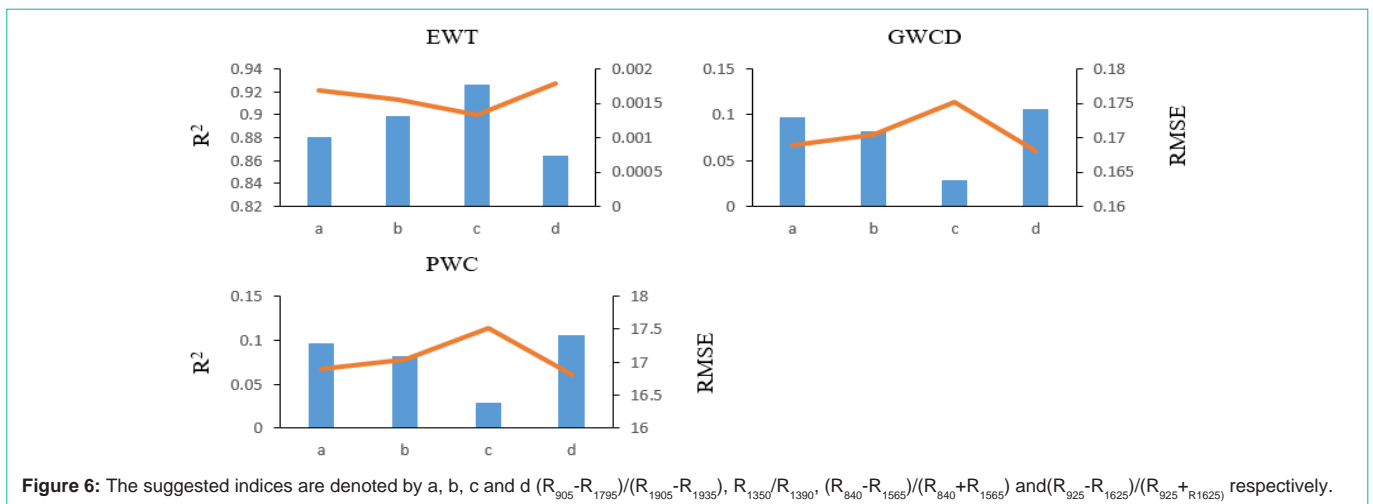 EWT
0.94
0.92
0.9
0.88
0.86
0.84
0.82
R²
0.002
0.0015
0.001
0.0005
0
a b c d
GWCD
0.15
0.1
0.05
0
0.18
0.175
0.17
0.165
0.16
RMSE
a b c d
PWC
0.15
0.1
0.05
0
R²
18
17.5
17
16.5
16
RMSE
a b c d
Figure 6: The suggested indices are denoted by a, b, c and d (R₉₀₅-R₁₇₉₅)/(R₁₉₀₅-R₁₉₃₅), R₁₃₅₀/R₁₃₉₀, (R₈₄₀-R₁₆₆₅)/(R₈₄₀+R₁₆₆₅) and(R₉₂₅-R₁₆₂₅)/(R₉₂₅+R1625) respectively.